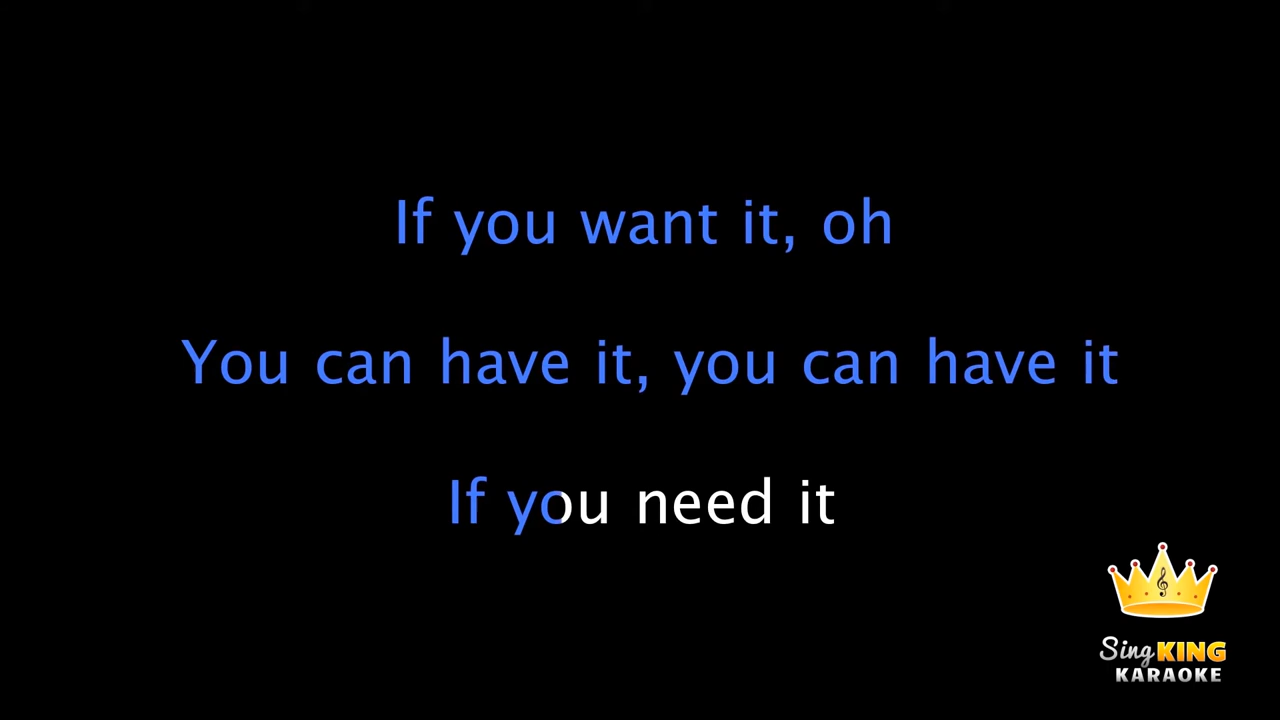 If you want it, oh
You can have it, you can have it
If you need it
Sing KING
KARAOKE